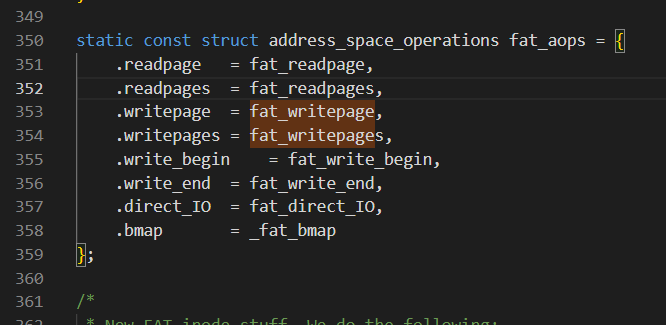 349
350 static const struct address_space_operations fat_aops = {
351 .readpage = fat_readpage,
352 .readpages = fat_readpages,
353 .writepage = fat_writepage,
354 .writepages = fat_writepages,
355 .write_begin = fat_write_begin,
356 .write_end = fat_write_end,
357 .direct_IO = fat_direct_IO,
358 .bmap = _fat_bmap
359 };
360
361 /*
362 * New FAT inode stuff. We do the following: